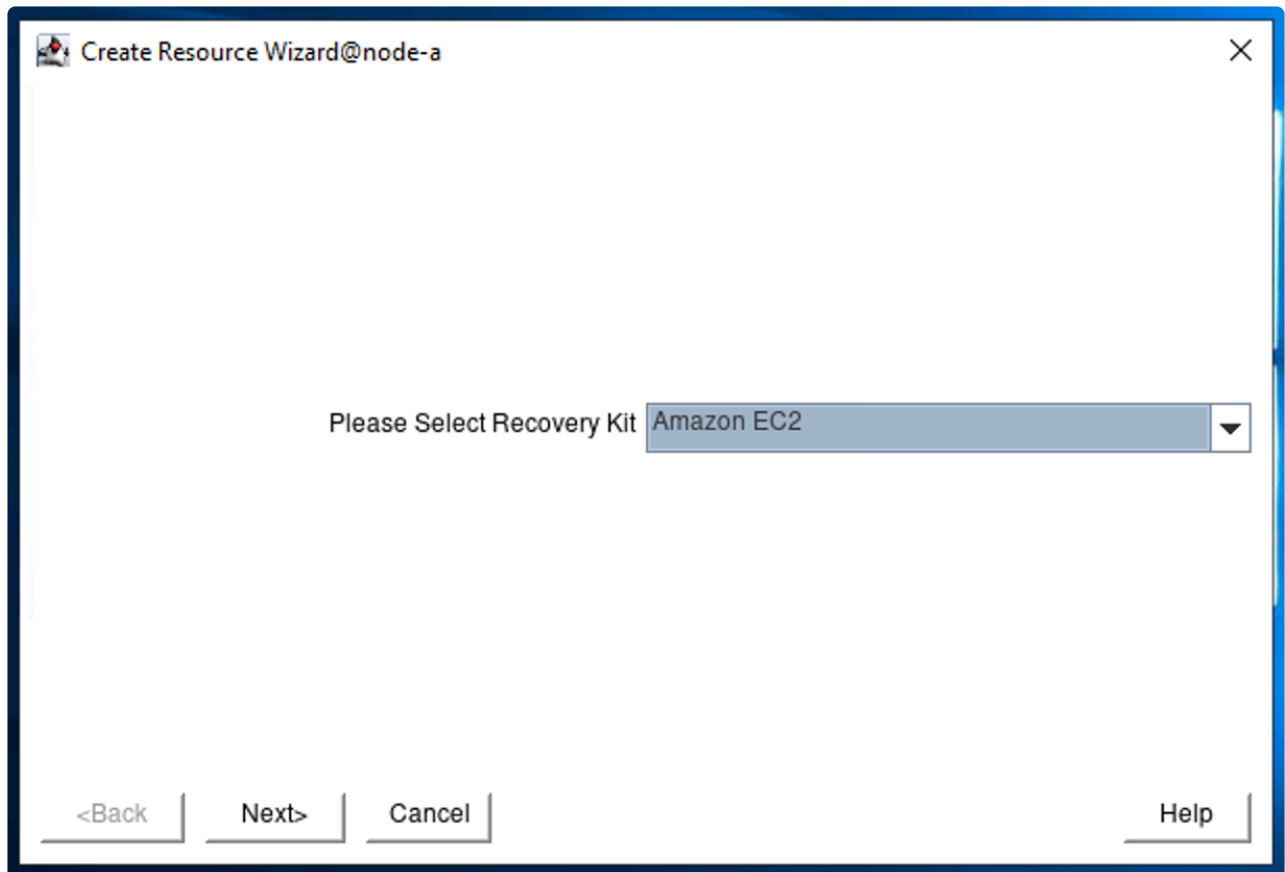 Create Resource Wizard@node-a
Please Select Recovery Kit Amazon EC2
<Back Next> Cancel Help